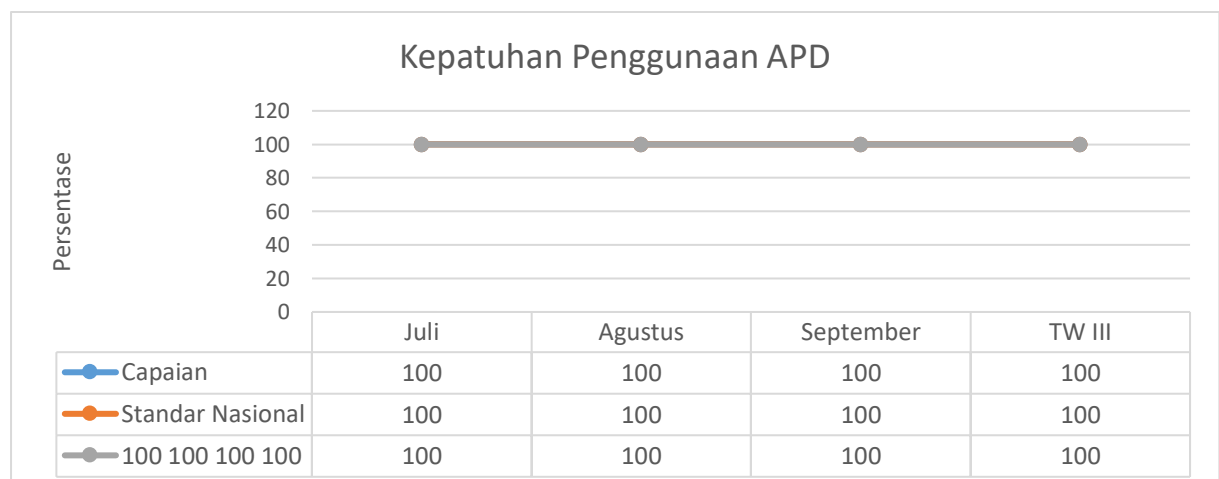 Kepatuhan Penggunaan APD
Persentase
120
100
80
60
40
20
0
Juli Agustus September TW III
Capaian 100 100 100 100
Standar Nasional 100 100 100 100
100 100 100 100 100 100 100 100